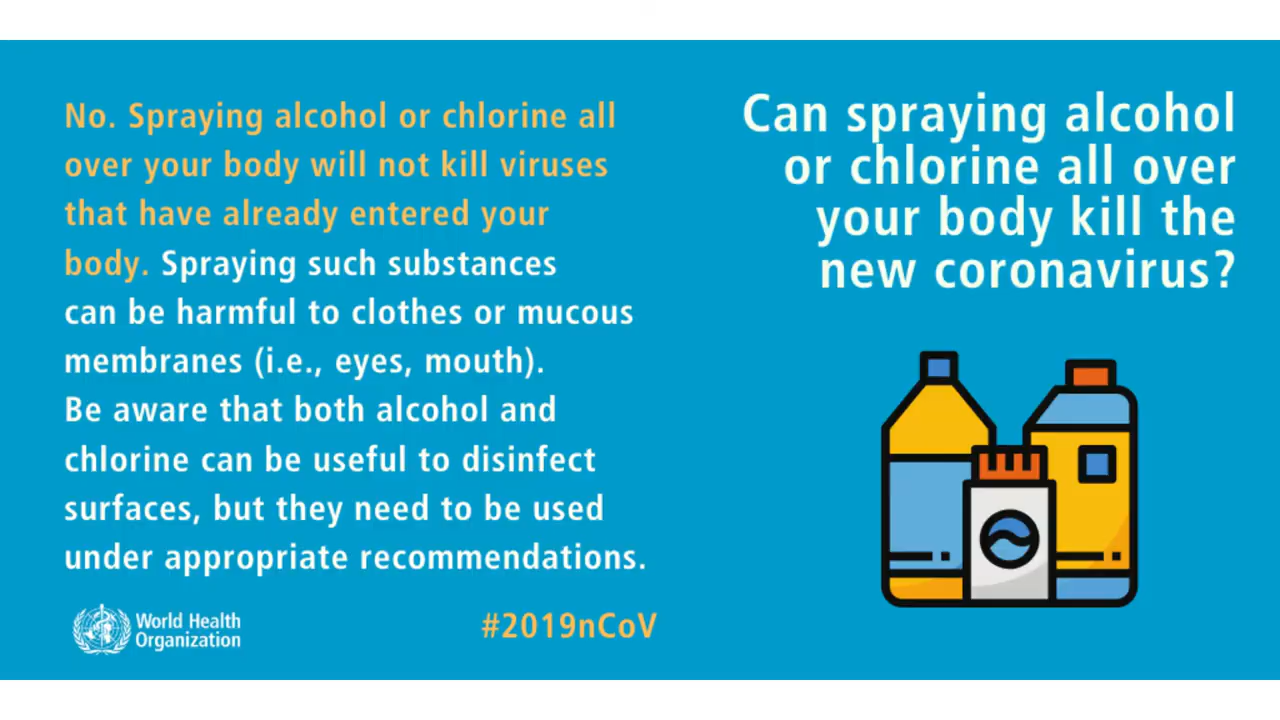 Can spraying alcohol
or chlorine all over
your body kill the
new coronavirus?
No. Spraying alcohol or chlorine all
over your body will not kill viruses
that have already entered your
body. Spraying such substances
can be harmful to clothes or mucous
membranes (i.e., eyes, mouth).
Be aware that both alcohol and
chlorine can be useful to disinfect
surfaces, but they need to be used
under appropriate recommendations.
World Health
Organization
#2019nCoV